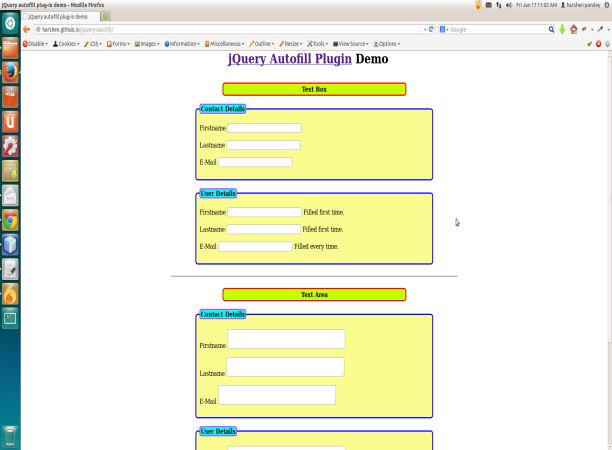 jQuery autofill plug-in demo - Mozilla Firefox
Fri Jan 17 11:02 AM harshen pandey
jQuery autofill plug-in demo
harshen.github.io/jquery-autofill/
Google
Disable Cookies CSS Forms Images Information Miscellaneous Outline Resize Tools View Source Options
jQuery Autofill Plugin Demo
Text Box
Contact Details
Firstname
Lastname
E-Mail
User Details
Firstname Filled first time.
Lastname Filled first time.
E-Mail Filled every time.
Text Area
Contact Details
Firstname
Lastname
E-Mail
User Details